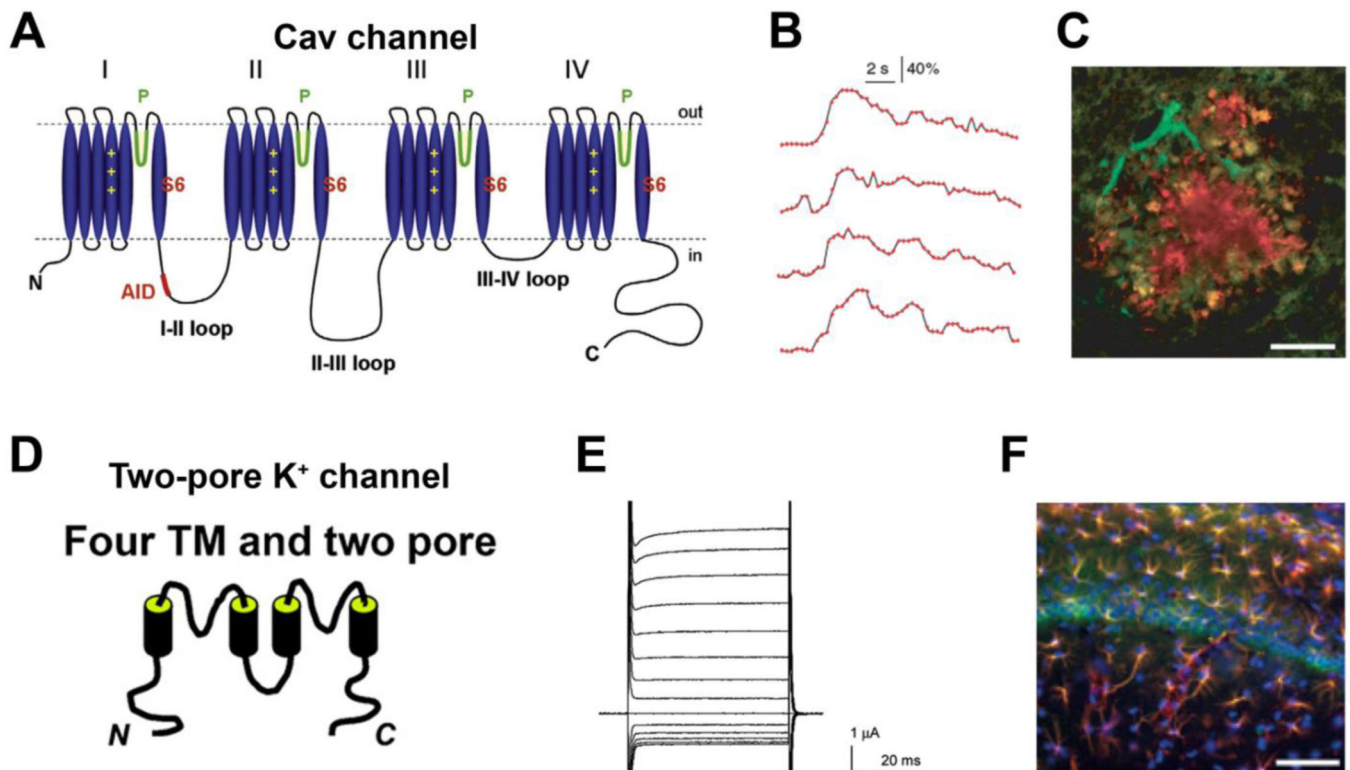 A
Cav channel
I II III IV
P P P P
out
+ + + +
+ + + +
+ + + +
S6 S6 S6 S6
in
N
AID
I-II loop
II-III loop
III-IV loop
C
B
2 s 40%
C
D
Two-pore K⁺ channel
Four TM and two pore
N C
E
1 μA
20 ms
F